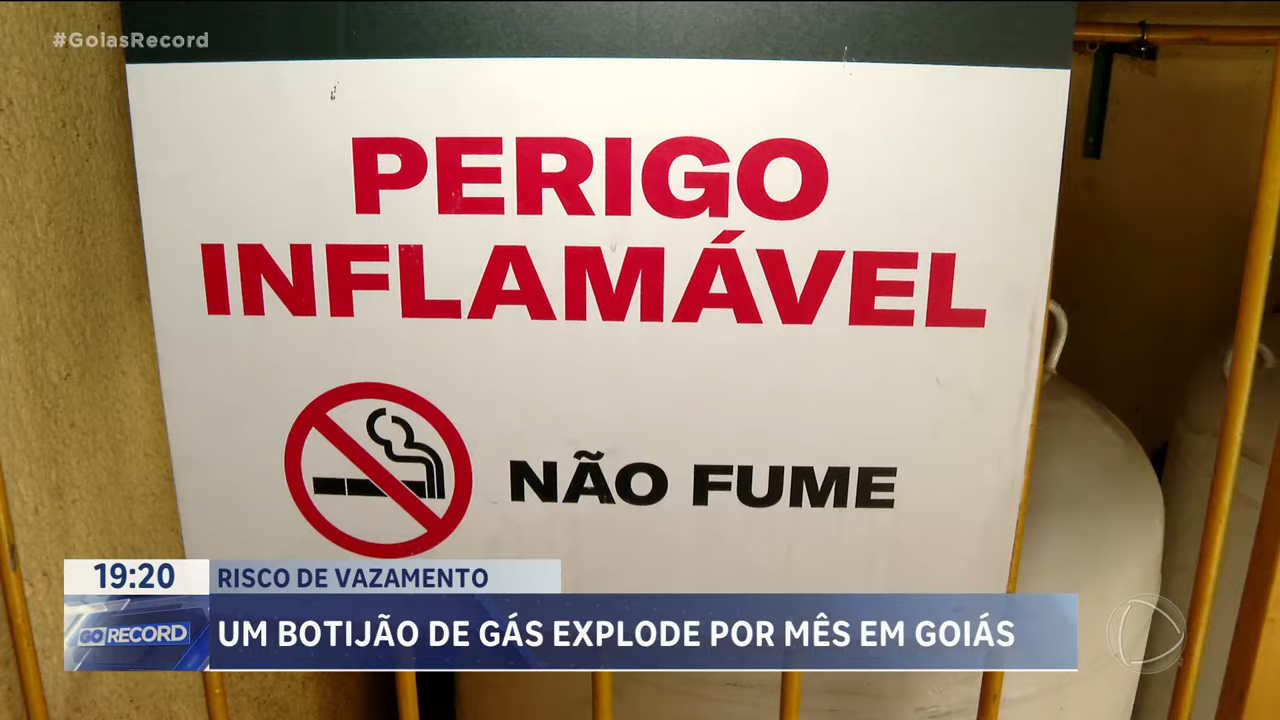 #GoiasRecord
PERIGO
INFLAMÁVEL
NÃO FUME
19:20
RISCO DE VAZAMENTO
GO RECORD
UM BOTIJÃO DE GÁS EXPLODE POR MÊS EM GOIÁS